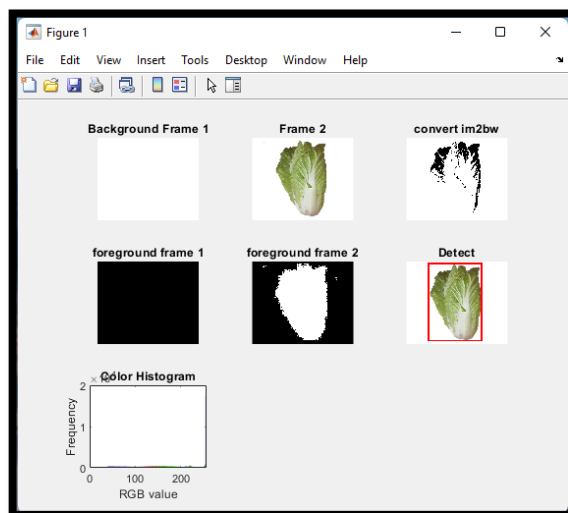 Figure 1
File Edit View Insert Tools Desktop Window Help
Background Frame 1 Frame 2 convert im2bw
foreground frame 1 foreground frame 2 Detect
Color Histogram
2
1
0
Frequency
0 100 200
RGB value